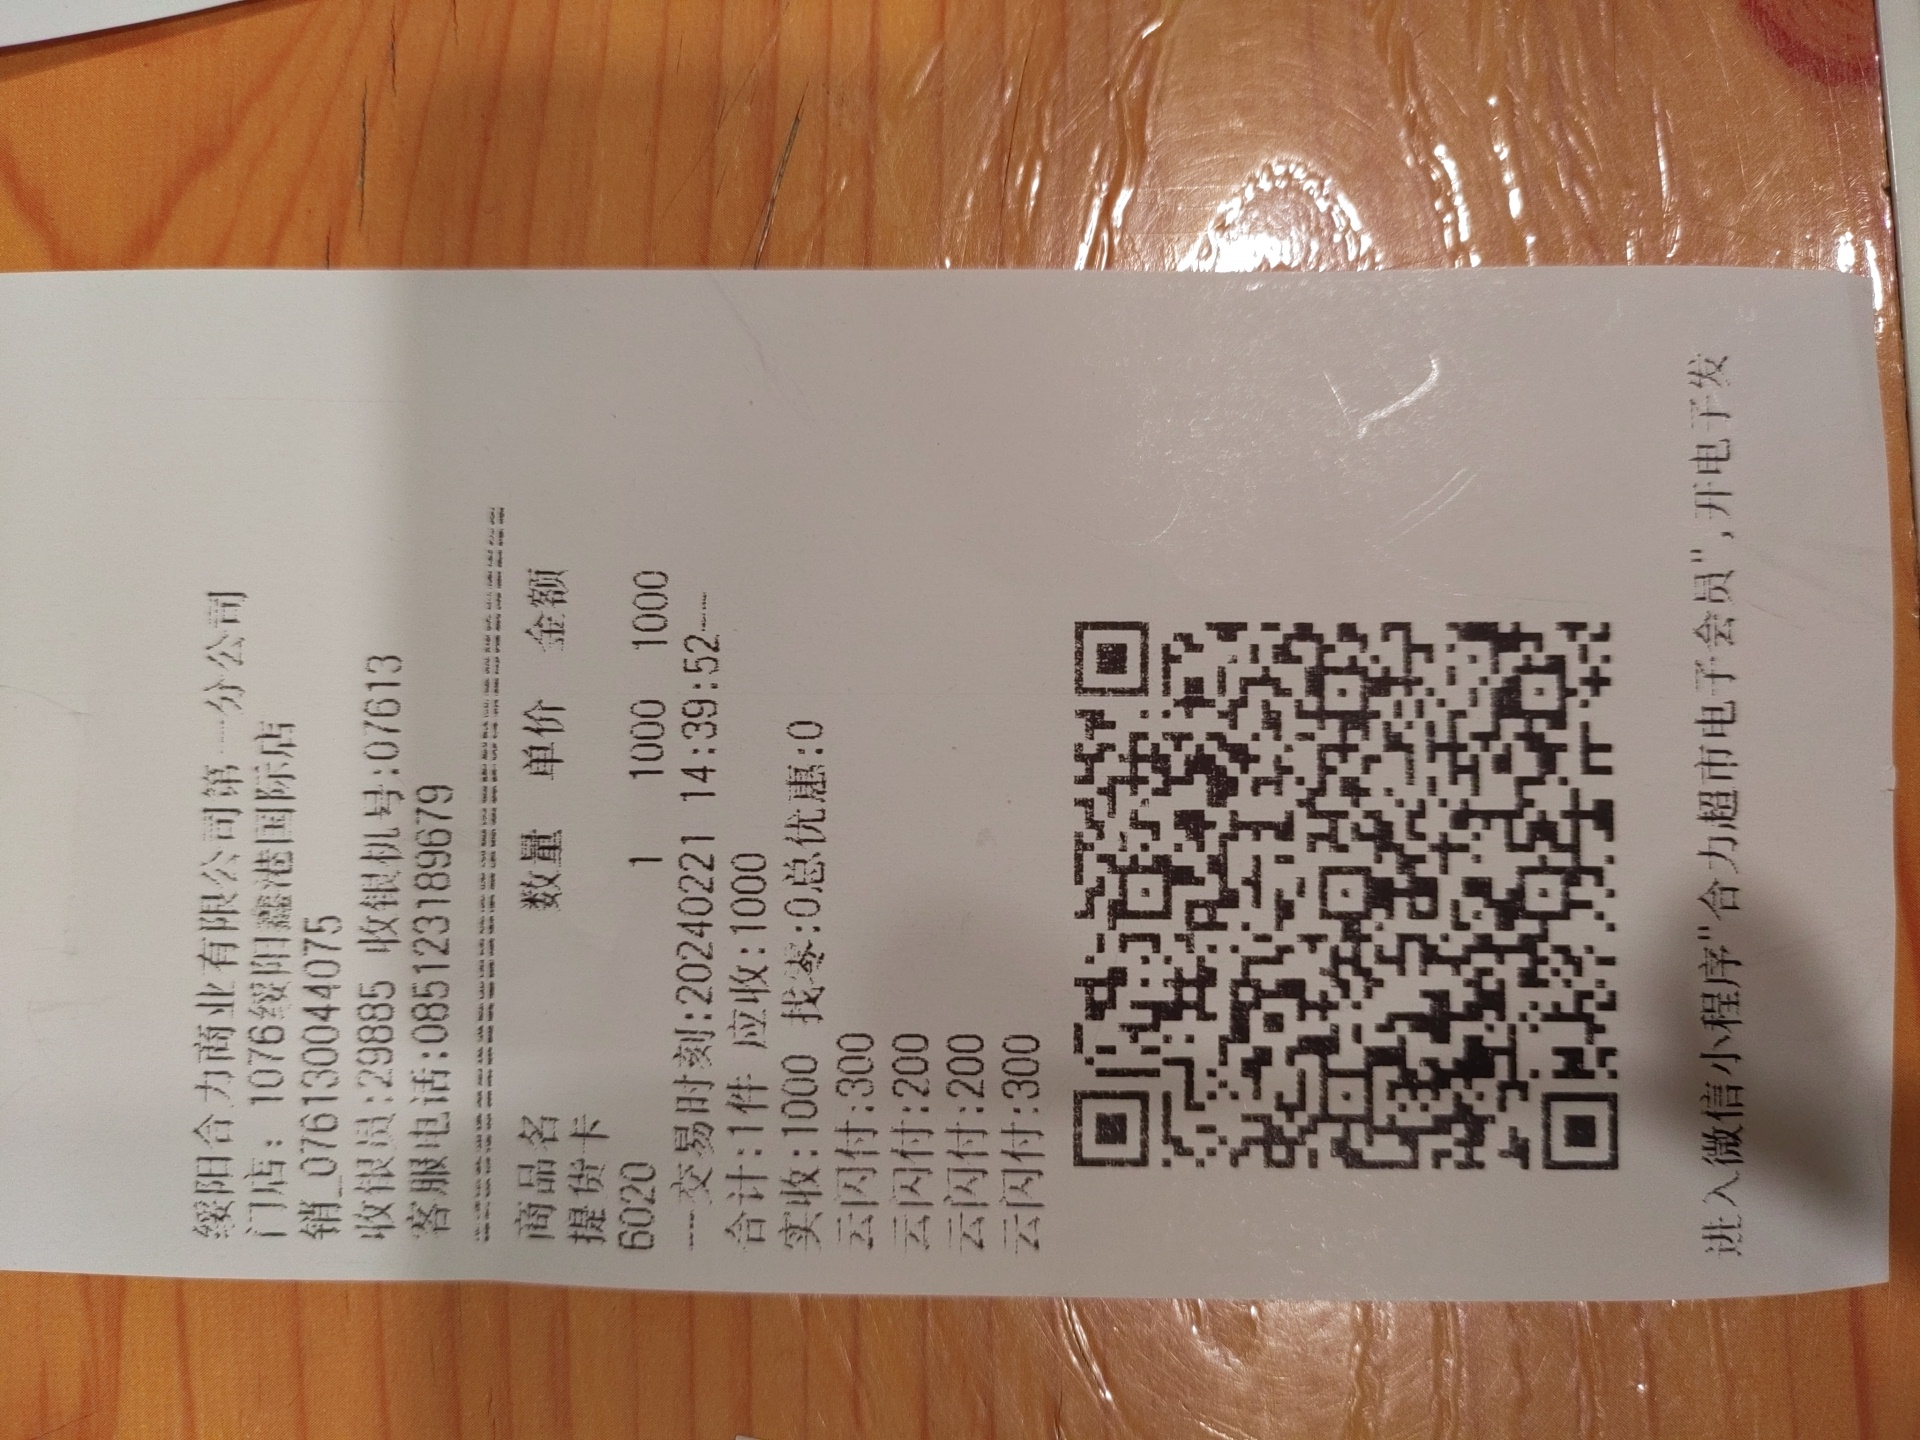 绥阳合力商业有限公司第一分公司
门店: 1076绥阳鑫港国际店
销_076130044075
收银员:29885 收银机号:07613
客服电话:085123189679
商品名 数量 单价 金额
提货卡
6020 1 1000 1000
---交易时刻:20240221 14:39:52---
合计:1件 应收:1000
实收:1000 找零:0总优惠:0
云闪付:300
云闪付:200
云闪付:200
云闪付:300
进入微信小程序"合力超市电子会员",开电子发